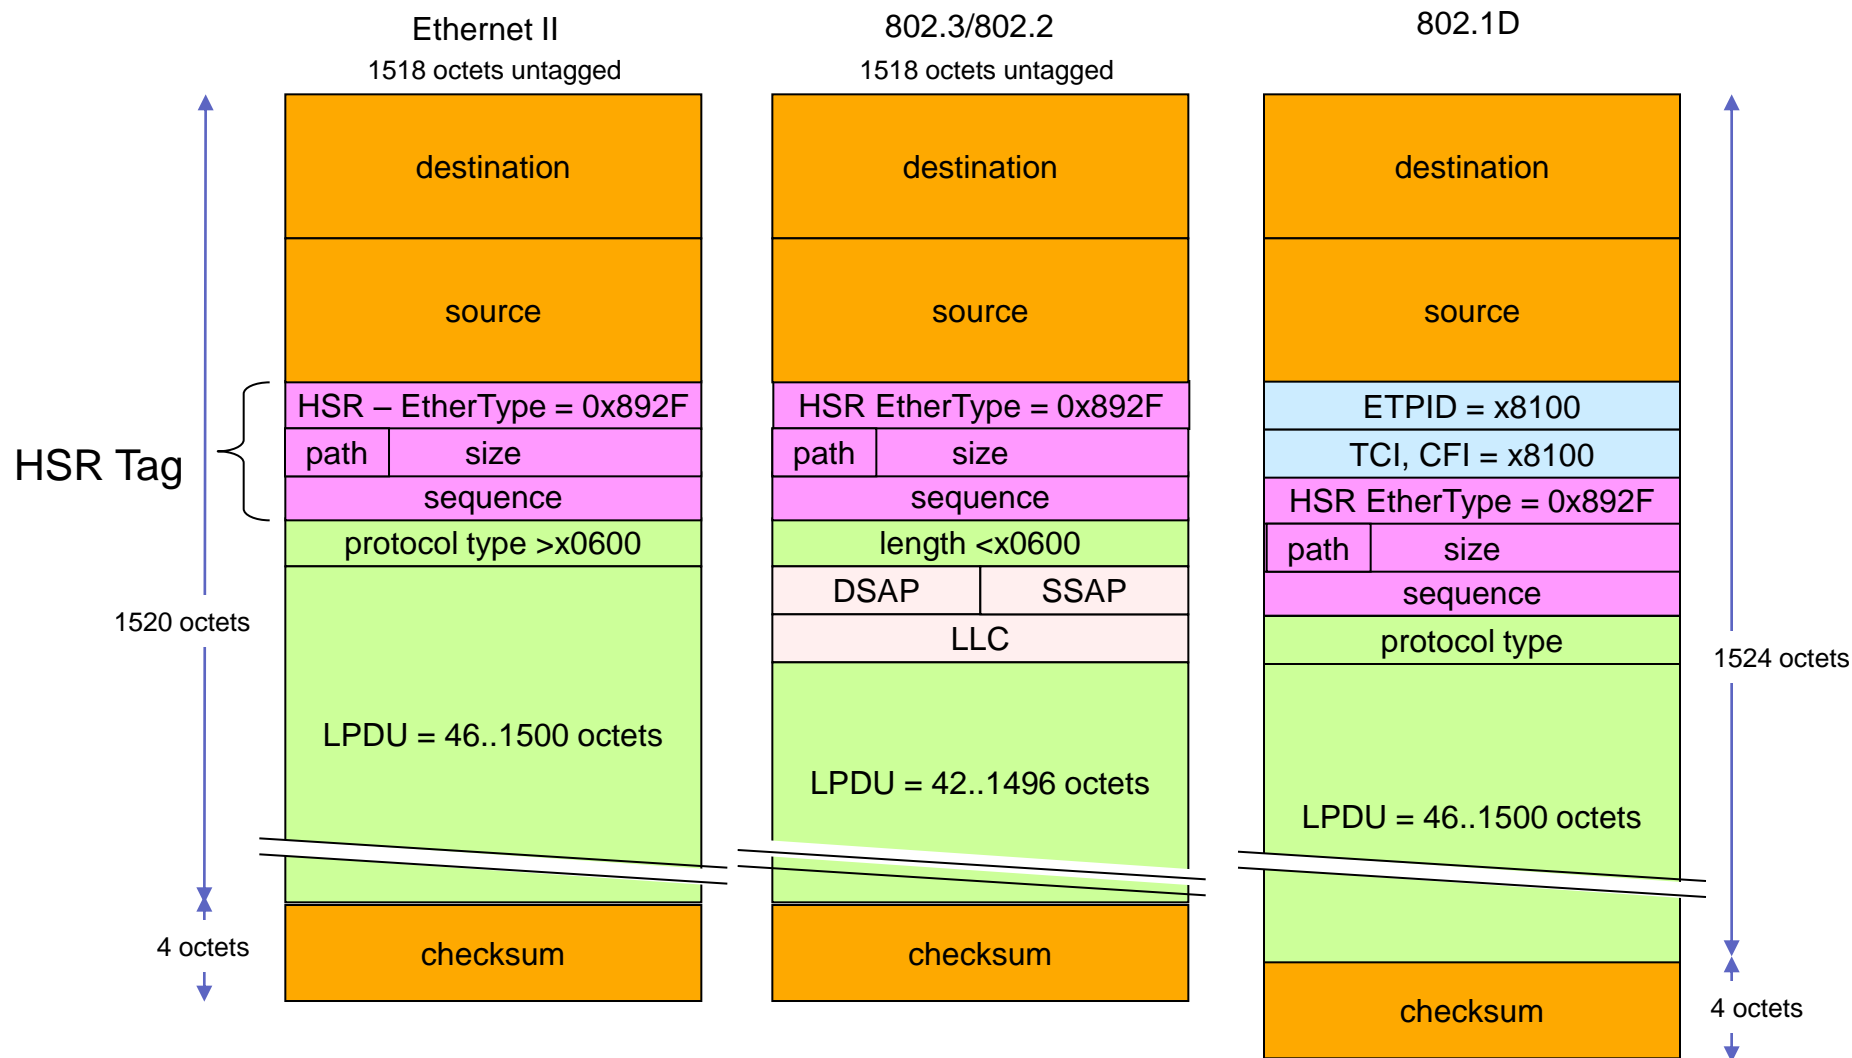 Ethernet II
1518 octets untagged
destination
source
HSR – EtherType = 0x892F
path size
sequence
protocol type >x0600
LPDU = 46..1500 octets
checksum
HSR Tag
1520 octets
4 octets
802.3/802.2
1518 octets untagged
destination
source
HSR EtherType = 0x892F
path size
sequence
length <x0600
DSAP SSAP
LLC
LPDU = 42..1496 octets
checksum
802.1D
destination
source
ETPID = x8100
TCI, CFI = x8100
HSR EtherType = 0x892F
path size
sequence
protocol type
LPDU = 46..1500 octets
checksum
1524 octets
4 octets